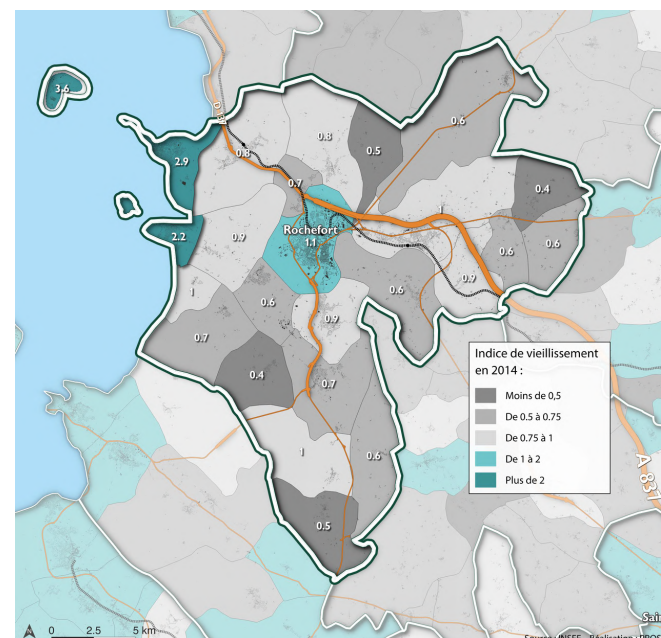 3.6
D 137
0.8
0.6
0.8
0.5
2.9
0.7
0.4
1
Rochefort
1.1
2.2
0.9
0.6
0.6
0.9
0.6
1
0.6
0.9
0.7
0.4
0.7
1
0.6
0.5
Indice de vieillissement
en 2014 :
Moins de 0,5
De 0.5 à 0.75
De 0.75 à 1
De 1 à 2
Plus de 2
A 837
0 2.5 5 km